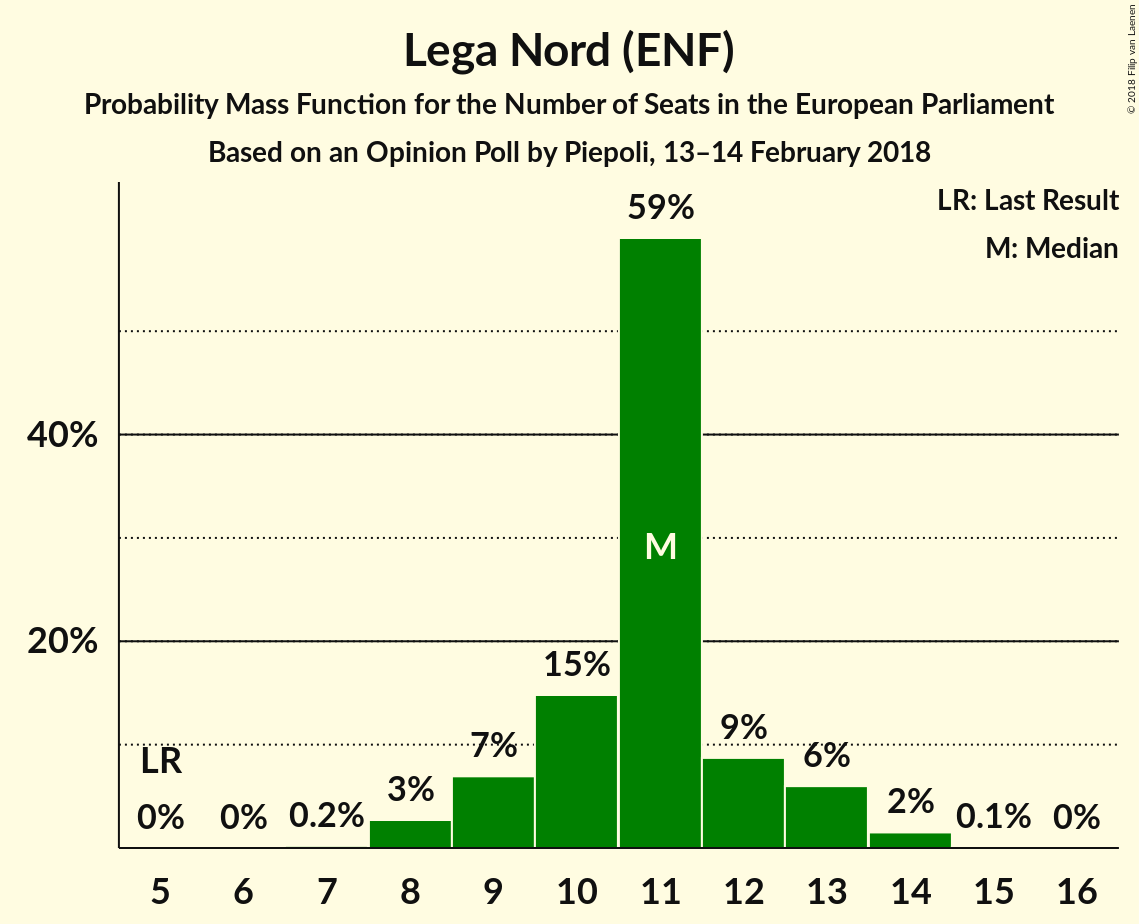 Lega Nord (ENF)
Probability Mass Function for the Number of Seats in the European Parliament
Based on an Opinion Poll by Piepoli, 13–14 February 2018
© 2018 Filip van Laenen
LR: Last Result
M: Median
59%
40%
M
20%
15%
9%
7%
6%
LR
3%
2%
0% 0% 0.2% 0.1% 0%
5 6 7 8 9 10 11 12 13 14 15 16